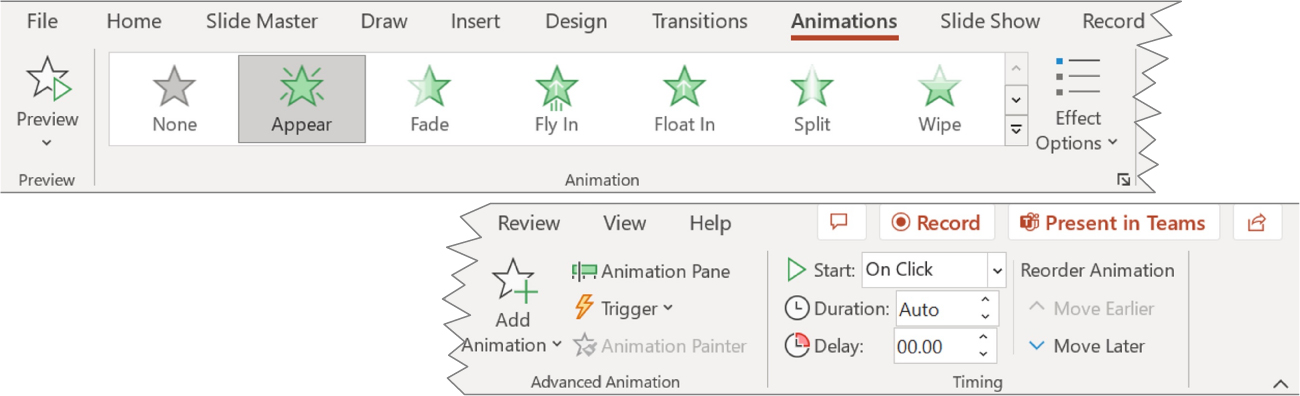 File Home Slide Master Draw Insert Design Transitions Animations Slide Show Record
Preview None Appear Fade Fly In Float In Split Wipe Effect Options
Preview Animation
Review View Help Record Present in Teams
Add Animation Animation Pane Start: On Click Reorder Animation
Trigger Duration: Auto Move Earlier
Animation Painter Delay: 00.00 Move Later
Advanced Animation Timing